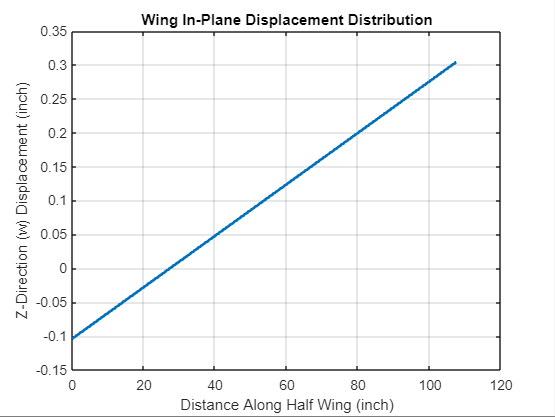 Wing In-Plane Displacement Distribution
0.35
0.3
0.25
0.2
0.15
0.1
0.05
0
-0.05
-0.1
-0.15
Z-Direction (w) Displacement (inch)
0 20 40 60 80 100 120
Distance Along Half Wing (inch)